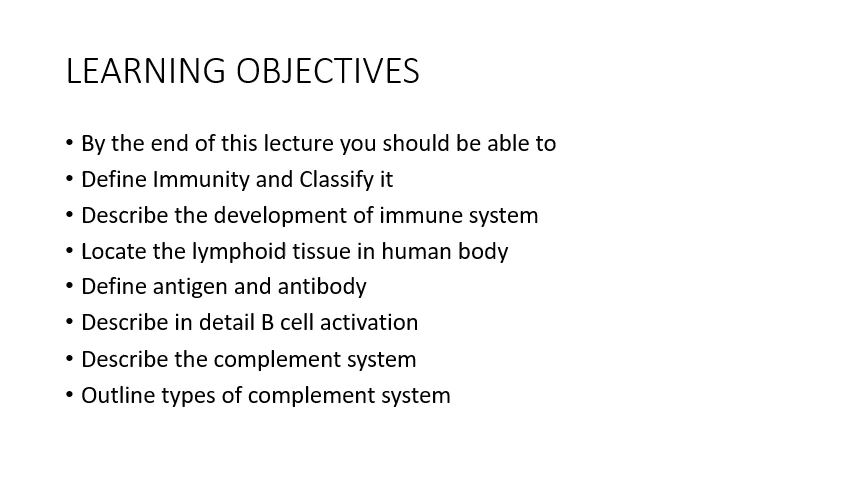 LEARNING OBJECTIVES
• By the end of this lecture you should be able to
• Define Immunity and Classify it
• Describe the development of immune system
• Locate the lymphoid tissue in human body
• Define antigen and antibody
• Describe in detail B cell activation
• Describe the complement system
• Outline types of complement system